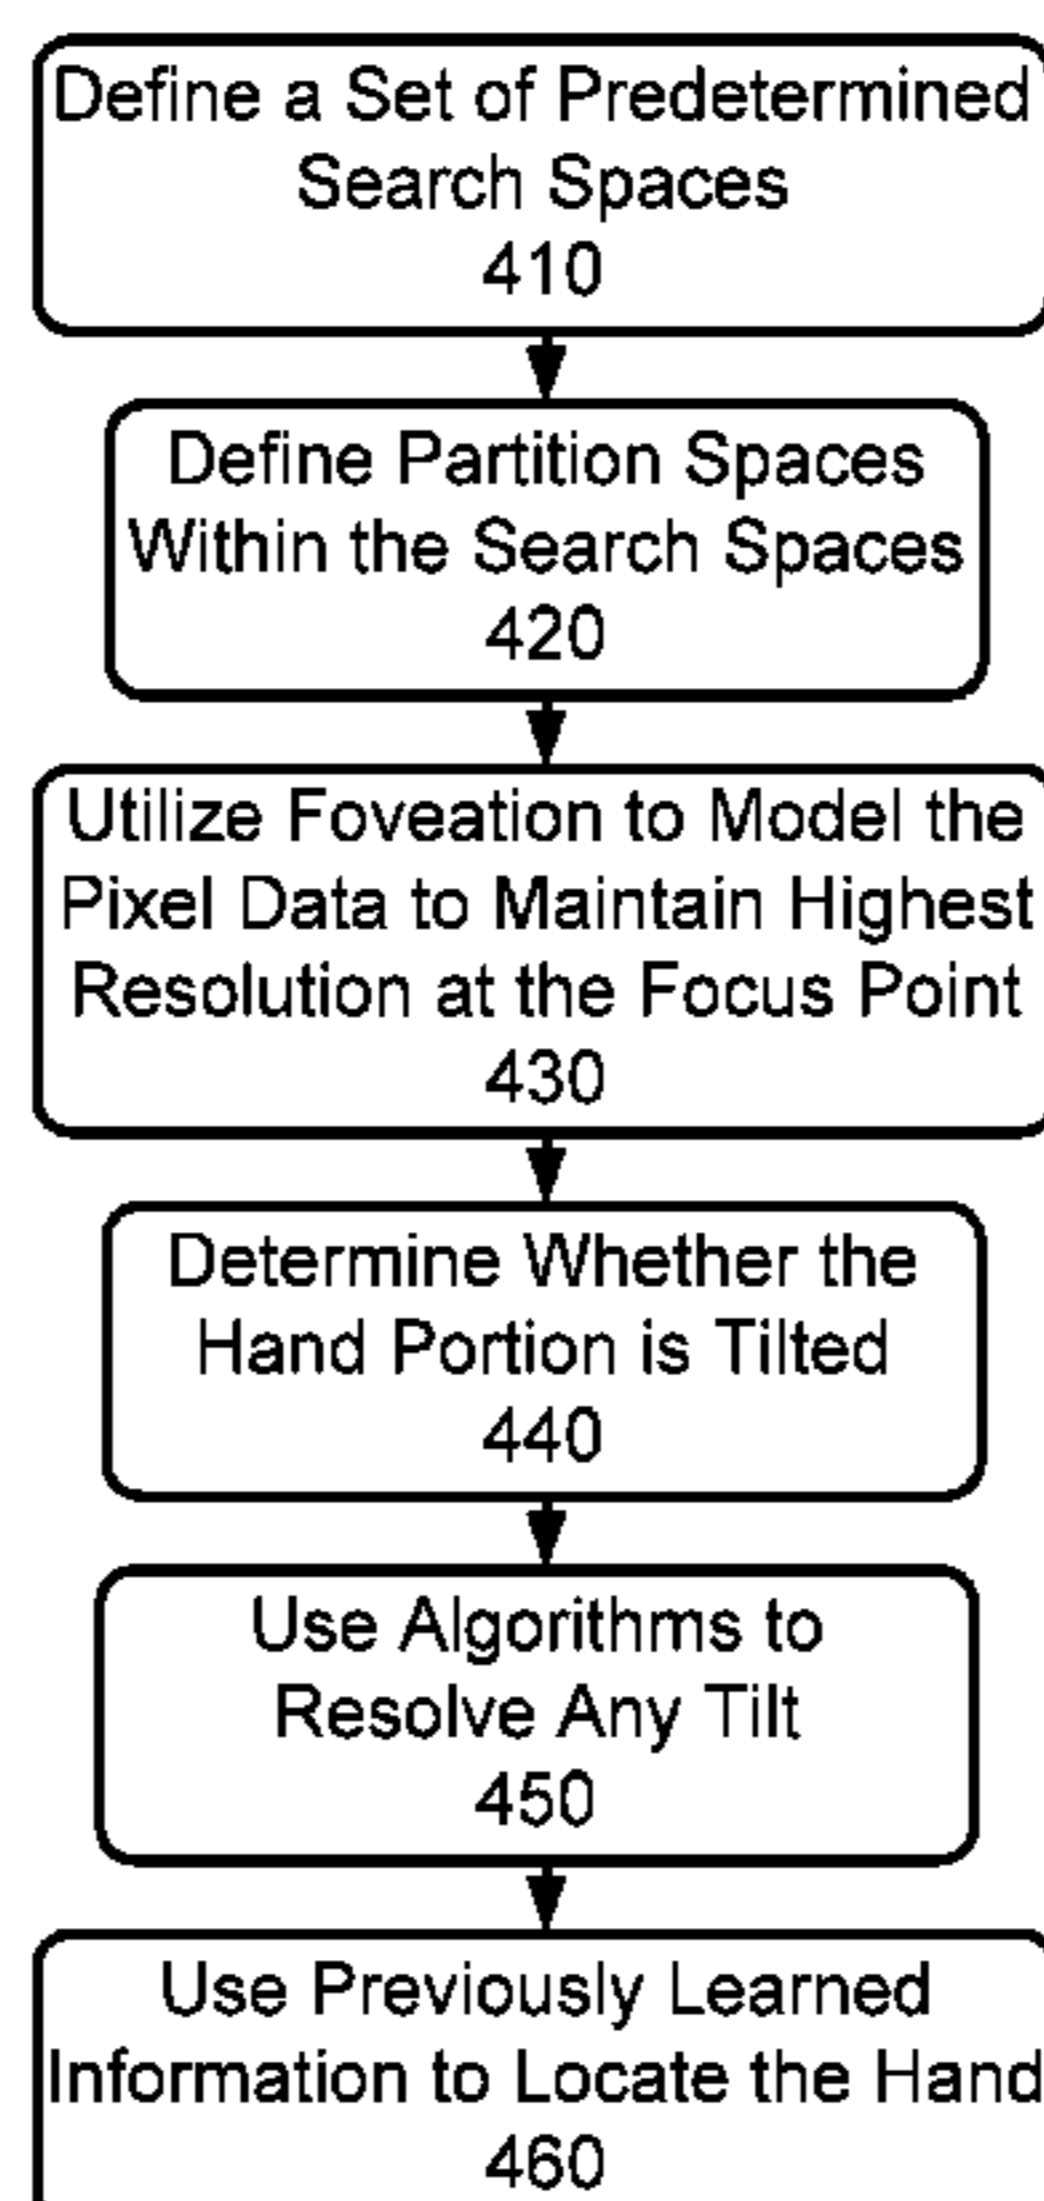 Define a Set of Predetermined
Search Spaces
410
Define Partition Spaces
Within the Search Spaces
420
Utilize Foveation to Model the
Pixel Data to Maintain Highest
Resolution at the Focus Point
430
Determine Whether the
Hand Portion is Tilted
440
Use Algorithms to
Resolve Any Tilt
450
Use Previously Learned
Information to Locate the Hand
460